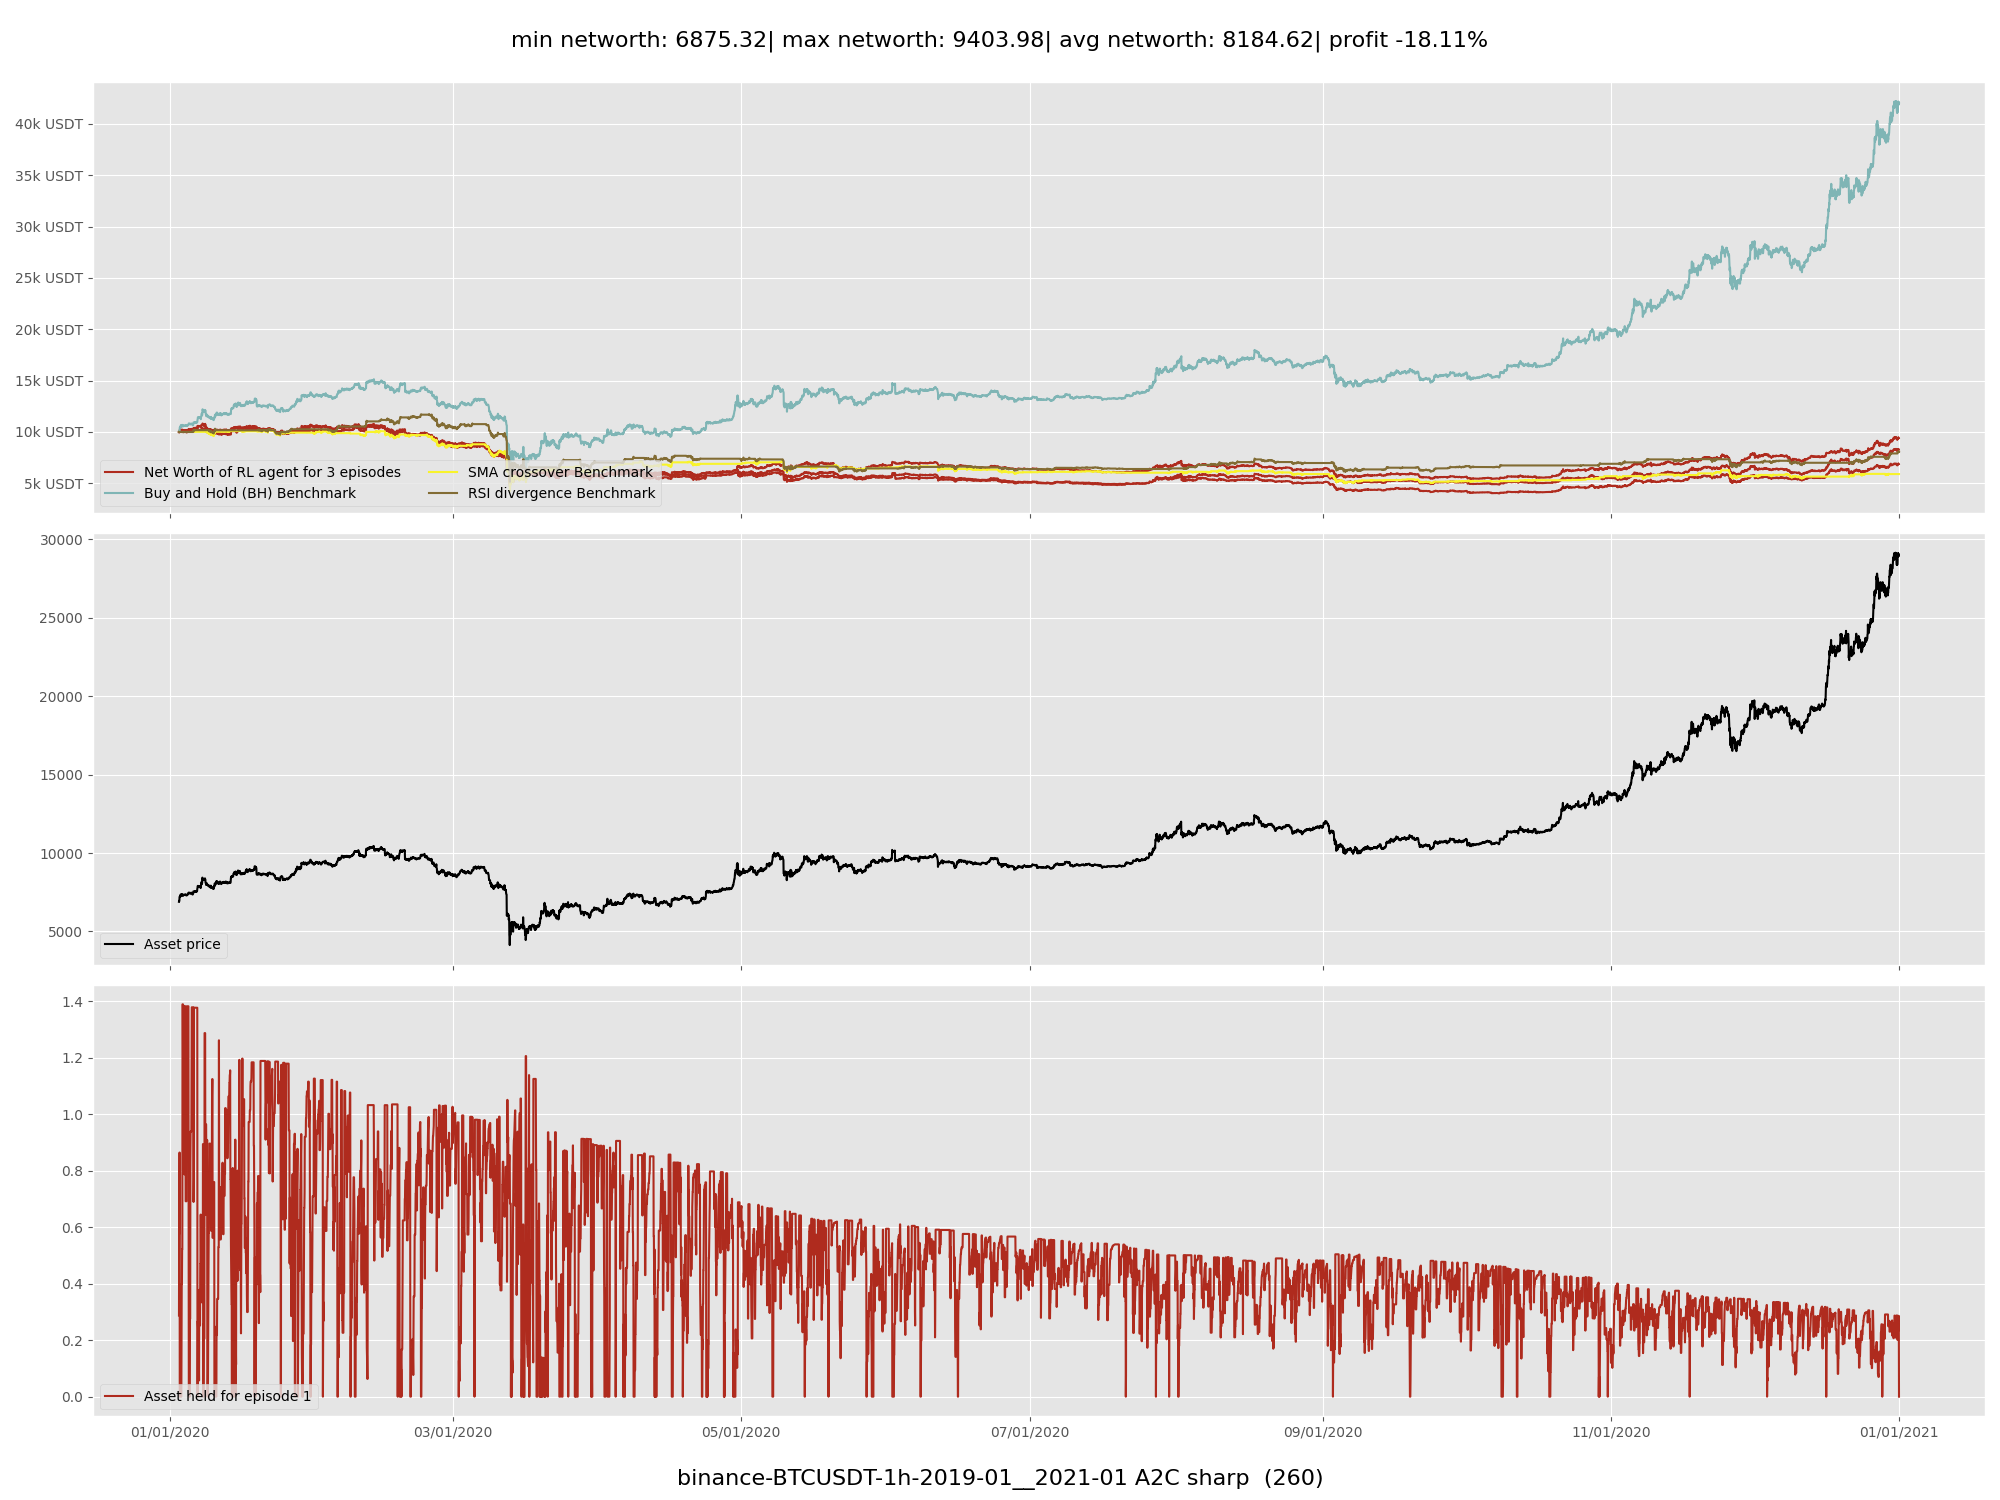 min networth: 6875.32| max networth: 9403.98| avg networth: 8184.62| profit -18.11%
40k USDT
35k USDT
30k USDT
25k USDT
20k USDT
15k USDT
10k USDT
5k USDT
Net Worth of RL agent for 3 episodes
Buy and Hold (BH) Benchmark
SMA crossover Benchmark
RSI divergence Benchmark
30000
25000
20000
15000
10000
5000
Asset price
1.4
1.2
1.0
0.8
0.6
0.4
0.2
0.0
Asset held for episode 1
01/01/2020 03/01/2020 05/01/2020 07/01/2020 09/01/2020 11/01/2020 01/01/2021
binance-BTCUSDT-1h-2019-01__2021-01 A2C sharp  (260)